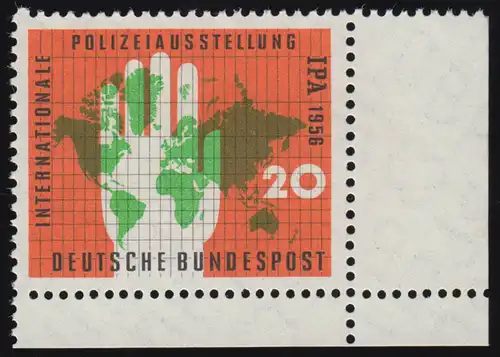 INTERNATIONALE
POLIZEIAUSSTELLUNG
IPA 1956
20
DEUTSCHE BUNDESPOST